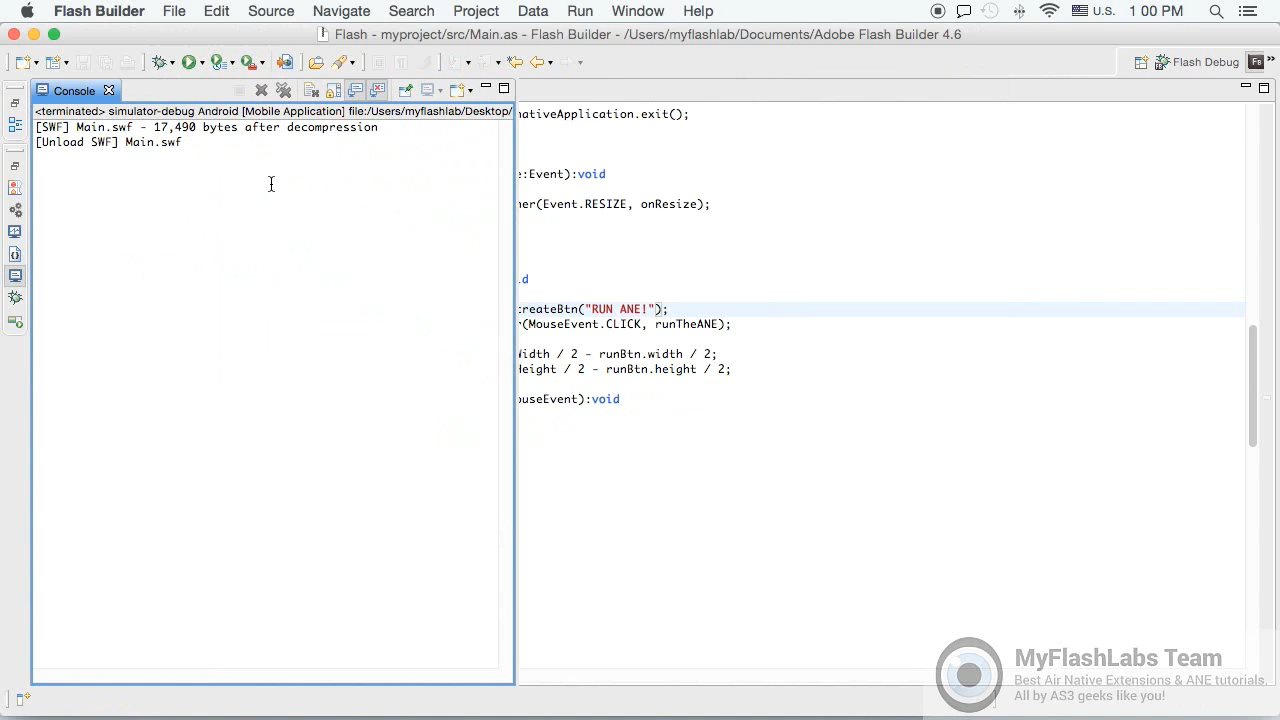 Flash Builder File Edit Source Navigate Search Project Data Run Window Help U.S. 1 00 PM
Flash - myproject/src/Main.as - Flash Builder - /Users/myflashlab/Documents/Adobe Flash Builder 4.6
Flash Debug Fb »
Console
<terminated> simulator-debug Android [Mobile Application] file:/Users/myflashlab/Desktop/
[SWF] Main.swf - 17,490 bytes after decompression
[Unload SWF] Main.swf
nativeApplication.exit();
e:Event):void
ner(Event.RESIZE, onResize);
id
createBtn("RUN ANE!");
r(MouseEvent.CLICK, runTheANE);
Width / 2 - runBtn.width / 2;
Height / 2 - runBtn.height / 2;
ouseEvent):void
MyFlashLabs Team
Best Air Native Extensions & ANE tutorials.
All by AS3 geeks like you!